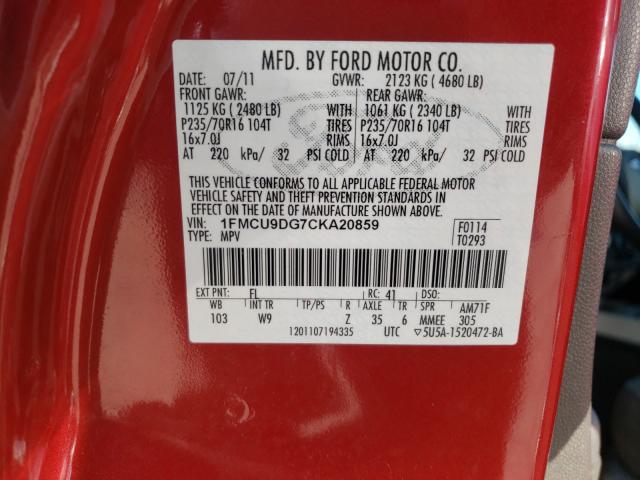 MFD. BY FORD MOTOR CO.
DATE: 07/11 GVWR: 2123 KG ( 4680 LB)
FRONT GAWR: REAR GAWR:
1125 KG ( 2480 LB) WITH 1061 KG ( 2340 LB) WITH
P235/70R16 104T TIRES P235/70R16 104T TIRES
16x7.0J RIMS 16x7.0J RIMS
AT 220 kPa/ 32 PSI COLD AT 220 kPa/ 32 PSI COLD
THIS VEHICLE CONFORMS TO ALL APPLICABLE FEDERAL MOTOR
VEHICLE SAFETY AND THEFT PREVENTION STANDARDS IN
EFFECT ON THE DATE OF MANUFACTURE SHOWN ABOVE.
VIN: 1FMCU9DG7CKA20859 F0114
TYPE: MPV T0293
EXT PNT: FL RC: 41 DSO:
WB INT TR TP/PS R AXLE TR SPR AM71F
103 W9 Z 35 6 MMEE 305
1201107194335 UTC ▽5U5A-1520472-BA